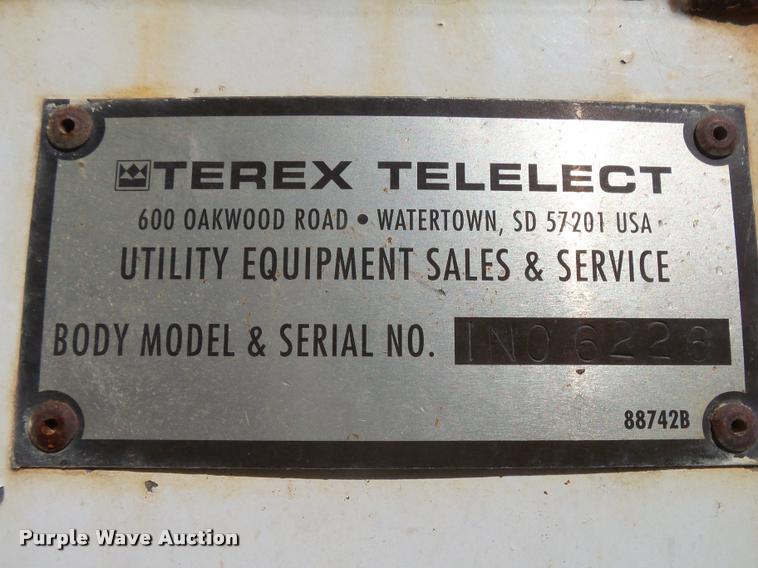 TEREX TELELECT
600 OAKWOOD ROAD • WATERTOWN, SD 57201 USA
UTILITY EQUIPMENT SALES & SERVICE
BODY MODEL & SERIAL NO. INO6226
88742B
Purple Wave Auction